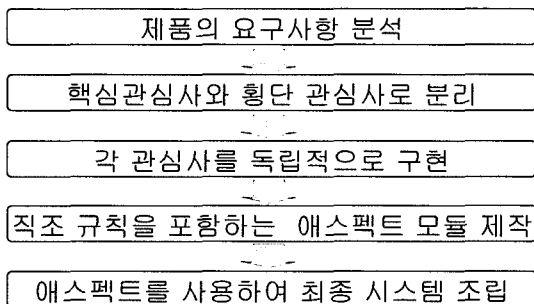 제품의 요구사항 분석
핵심관심사와 횡단 관심사로 분리
각 관심사를 독립적으로 구현
직조 규칙을 포함하는 애스펙트 모듈 제작
애스펙트를 사용하여 최종 시스템 조립